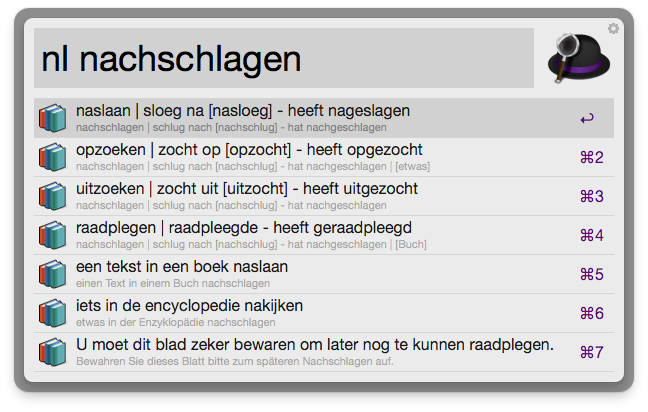 nl nachschlagen
naslaan | sloeg na [nasloeg] - heeft nageslagen
nachschlagen | schlug nach [nachschlug] - hat nachgeschlagen
↩
opzoeken | zocht op [opzocht] - heeft opgezocht
nachschlagen | schlug nach [nachschlug] - hat nachgeschlagen | [etwas]
⌘2
uitzoeken | zocht uit [uitzocht] - heeft uitgezocht
nachschlagen | schlug nach [nachschlug] - hat nachgeschlagen
⌘3
raadplegen | raadpleegde - heeft geraadpleegd
nachschlagen | schlug nach [nachschlug] - hat nachgeschlagen | [Buch]
⌘4
een tekst in een boek naslaan
einen Text in einem Buch nachschlagen
⌘5
iets in de encyclopedie nakijken
etwas in der Enzyklopädie nachschlagen
⌘6
U moet dit blad zeker bewaren om later nog te kunnen raadplegen.
Bewahren Sie dieses Blatt bitte zum späteren Nachschlagen auf.
⌘7